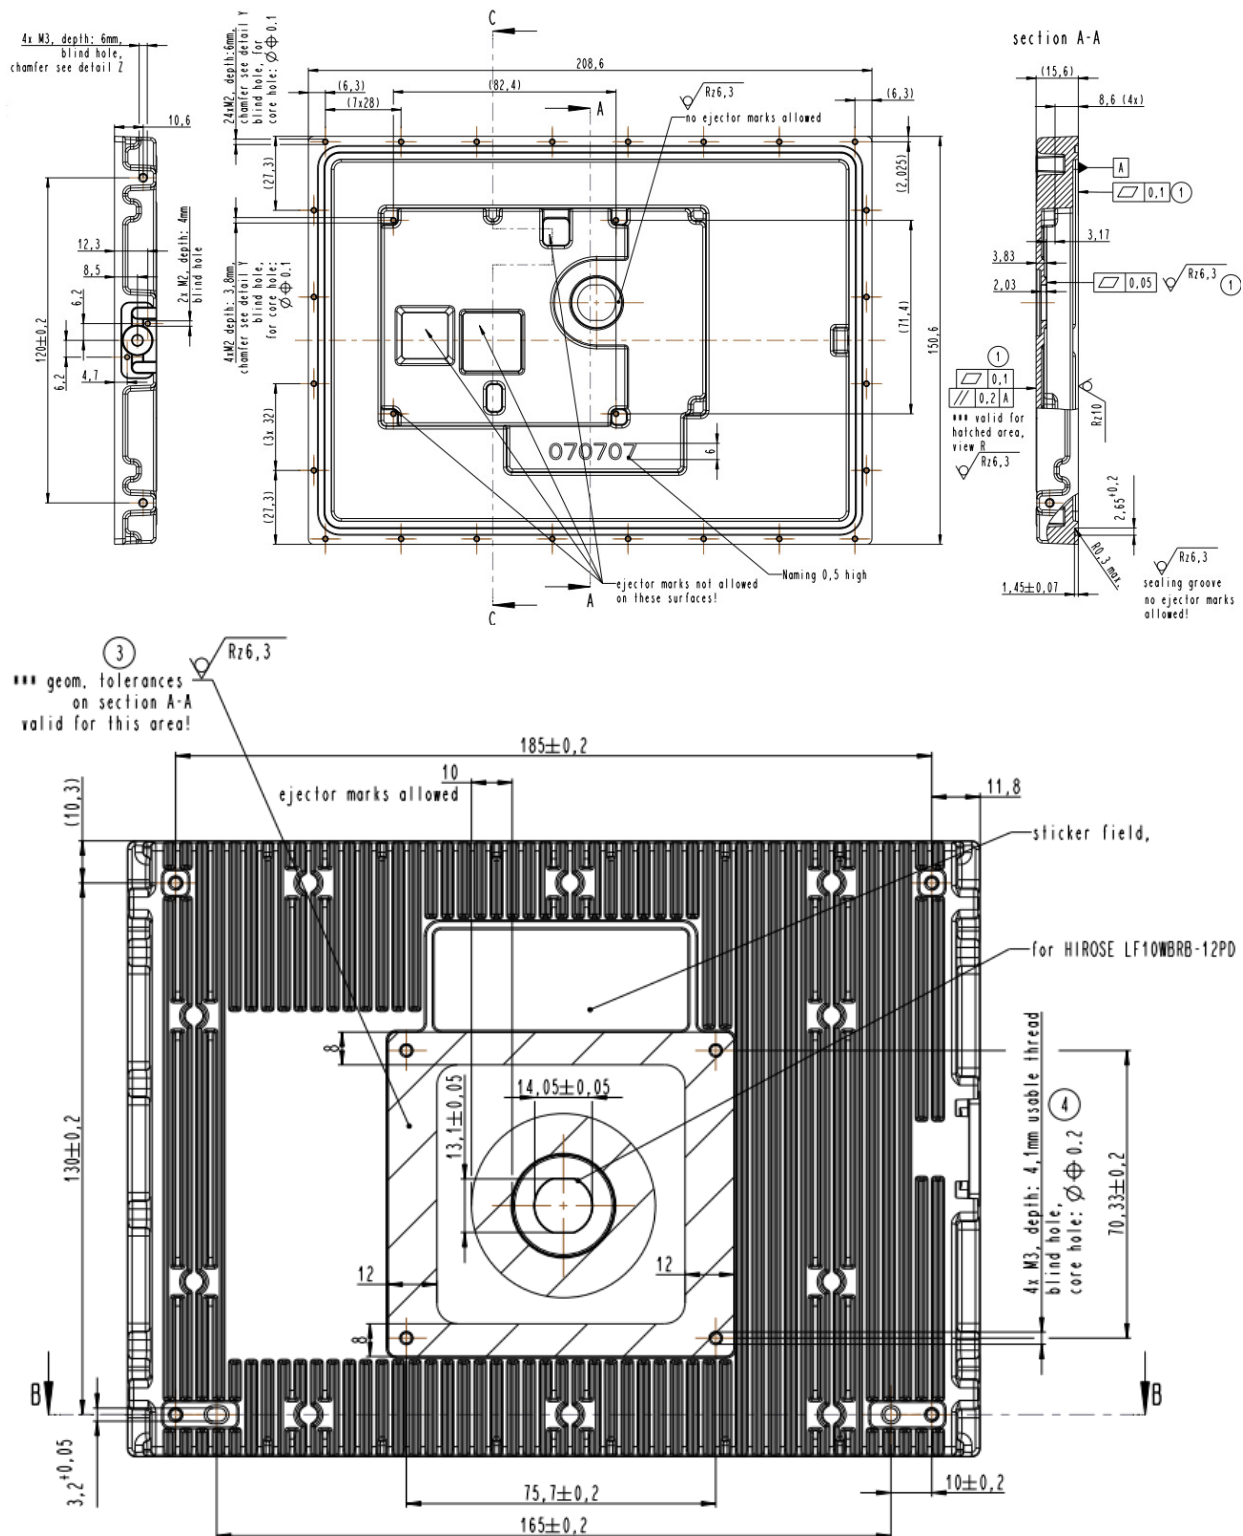 4x M3, depth: 6mm,
blind hole,
chamfer see detail Z
10,6
120±0,2
12,3
8,5
6,2
6,2
4,7
2x M2, depth: 4mm
blind hole
24xM2, depth:6mm,
chamfer see detail Y
blind hole, for
core hole: ∅ ⌖ 0.1
C
208,6
(6,3)
(7x28)
(82,4)
A
Rz6,3
no ejector marks allowed
(6,3)
(27,3)
(2,025)
4xM2 depth: 3,8mm,
chamfer see detail Y
blind hole,
for core hole:
∅ ⌖ 0.1
(71,4)
150,6
(3x 32)
(27,3)
070707
6
Naming 0,5 high
ejector marks not allowed
on these surfaces!
A
C
section A-A
(15,6)
8,6 (4x)
A
0,1
1
3,17
3,83
2,03
0,05
Rz6,3
1
1
0,1
// 0,2 A
*** valid for
hatched area,
view R
Rz6,3
Rz10
2,65+0.2
R0,3 max.
1,45±0,07
Rz6,3
sealing groove
no ejector marks
allowed!
3
Rz6,3
*** geom. tolerances
on section A-A
valid for this area!
185±0,2
(10,3)
10
ejector marks allowed
11,8
sticker field,
for HIROSE LF10WBRB-12PD
8
14,05±0,05
13,1±0,05
130±0,2
12
12
8
4x M3, depth: 4,1mm usable thread
blind hole,
core hole: ∅ ⌖ 0.2
4
70,33±0,2
B
B
3,2+0,05
75,7±0,2
10±0,2
165±0,2